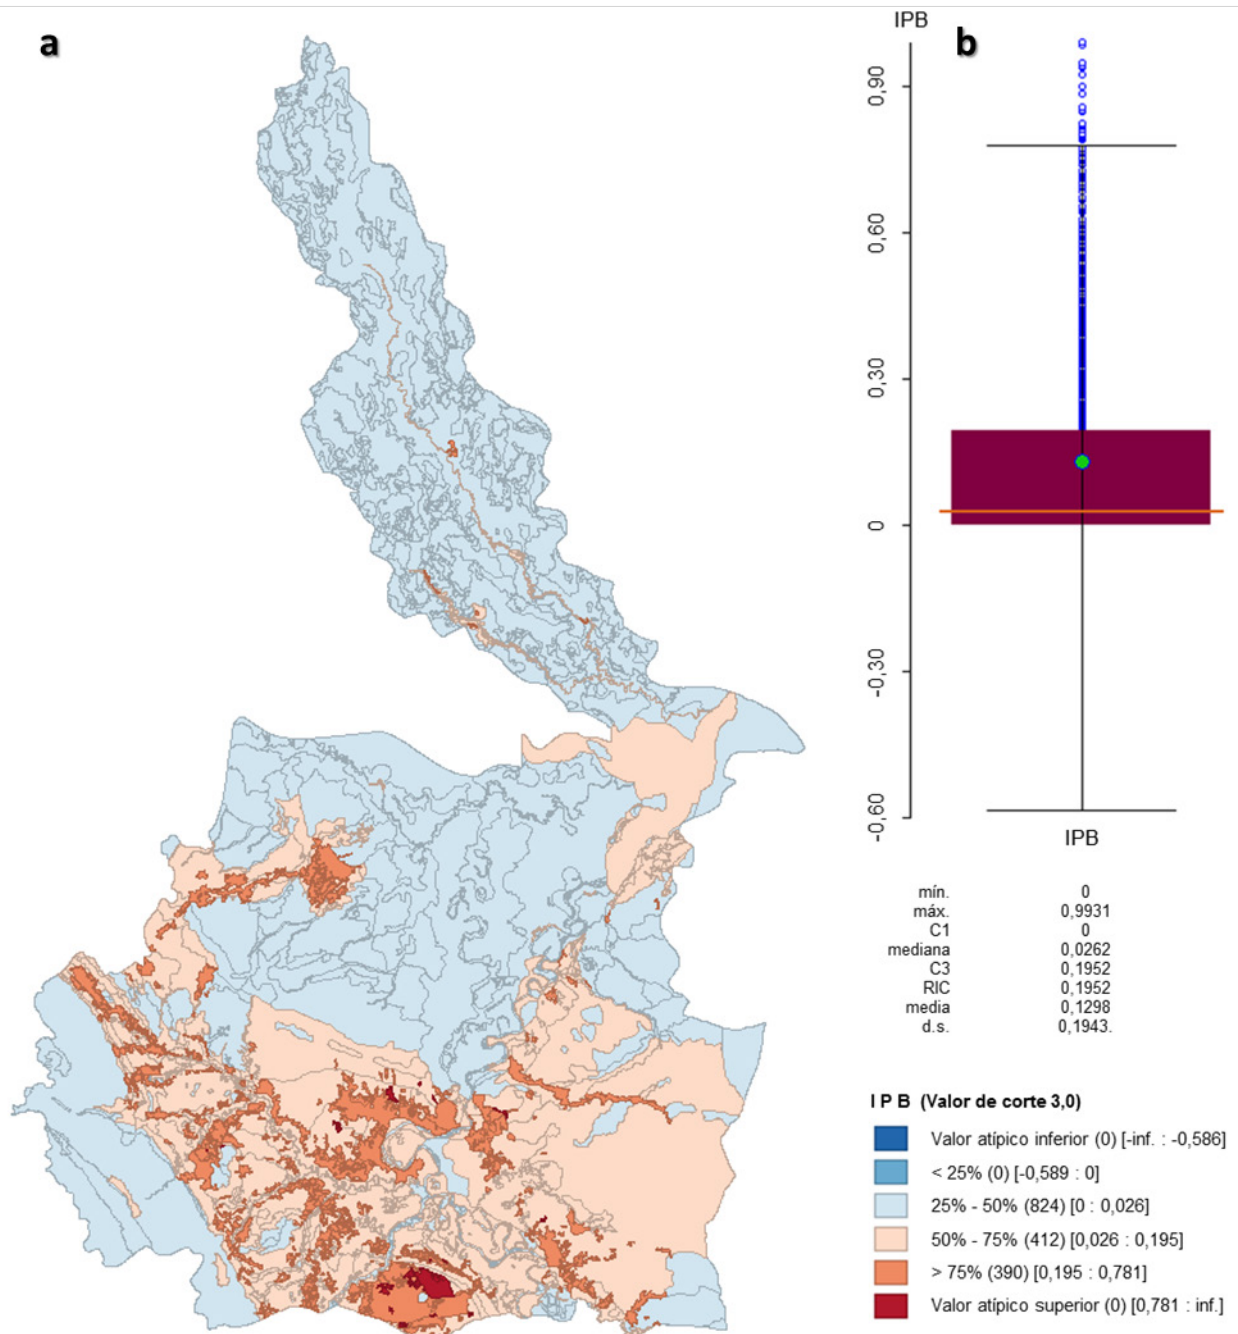 a
b
IPB
0,90
0,60
0,30
0
-0,30
-0,60
IPB
mín. 0
máx. 0,9931
C1 0
mediana 0,0262
C3 0,1952
RIC 0,1952
media 0,1298
d.s. 0,1943.
I P B (Valor de corte 3,0)
Valor atípico inferior (0) [-inf. : -0,586]
< 25% (0) [-0,589 : 0]
25% - 50% (824) [0 : 0,026]
50% - 75% (412) [0,026 : 0,195]
> 75% (390) [0,195 : 0,781]
Valor atípico superior (0) [0,781 : inf.]